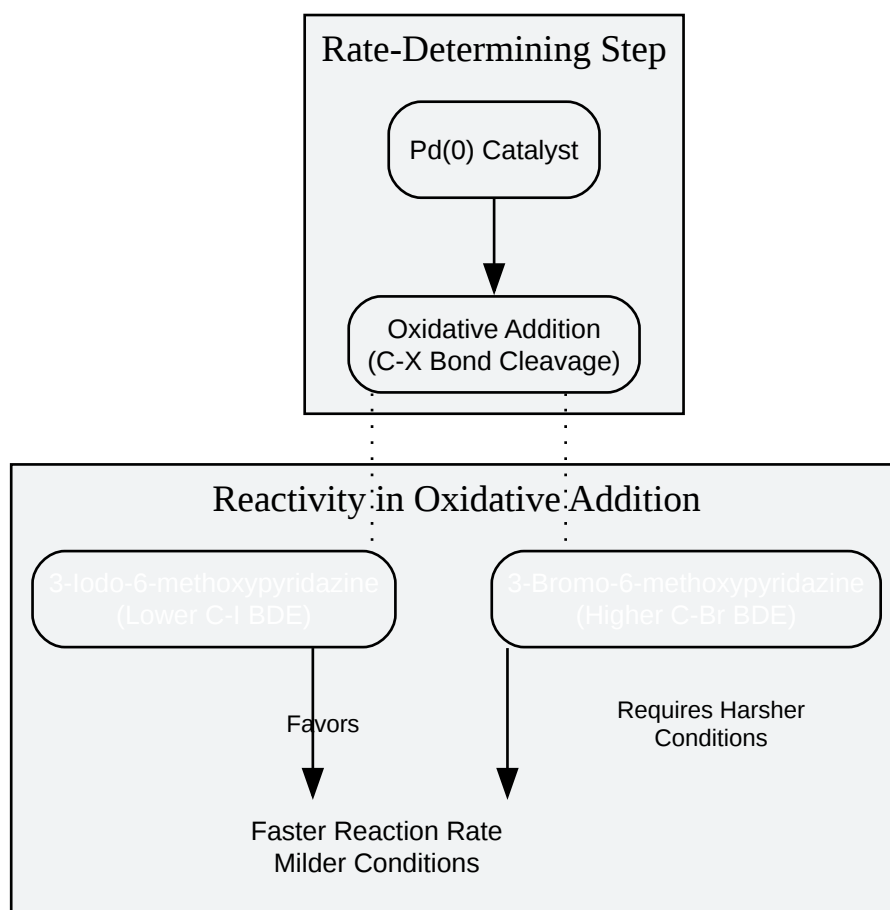 Rate-Determining Step
Pd(0) Catalyst
Oxidative Addition
(C-X Bond Cleavage)
Reactivity in Oxidative Addition
3-Iodo-6-methoxypyridazine
(Lower C-I BDE)
3-Bromo-6-methoxypyridazine
(Higher C-Br BDE)
Favors
Requires Harsher
Conditions
Faster Reaction Rate
Milder Conditions